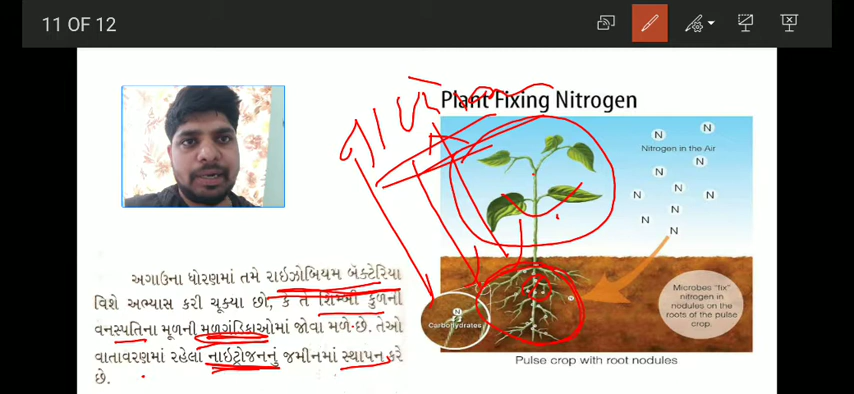 11 OF 12
Plant Fixing Nitrogen
N
N
Nitrogen in the Air
N
N
N
N
N
N
N
N
Microbes "fix"
nitrogen in nodules
on the roots of the pulse
crop.
N
Carbohydrates
Pulse crop with root nodules
અગાઉના ધોરણમાં તમે રાઇઝોબિયમ બૅક્ટેરિયા
વિશે અભ્યાસ કરી ચૂક્યા છો, કે તે શિમ્બી કુળની
વનસ્પતિના મૂળની મૂળગંડિકાઓમાં જોવા મળે છે. તેઓ
વાતાવરણમાં રહેલા નાઇટ્રોજનનું જમીનમાં સ્થાપન કરે
છે.